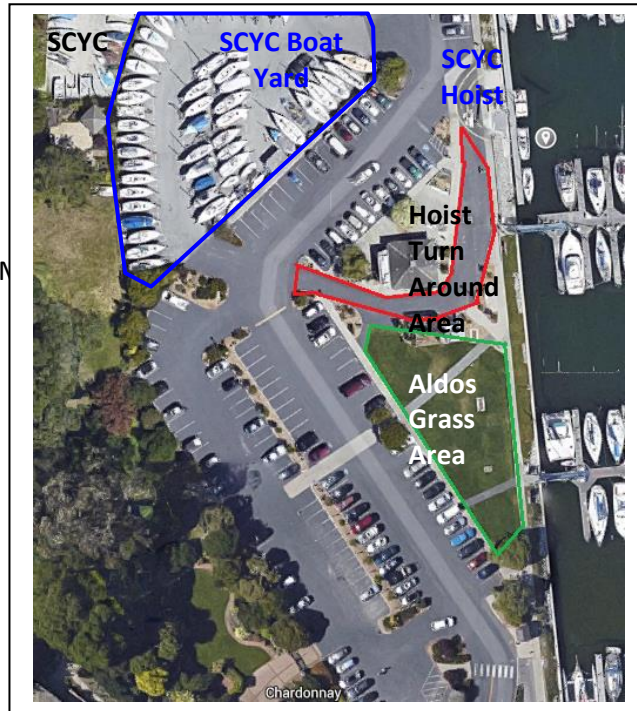 SCYC
SCYC Boat
Yard
SCYC
Hoist
Hoist
Turn
Around
Area
Aldos
Grass
Area
Chardonnay